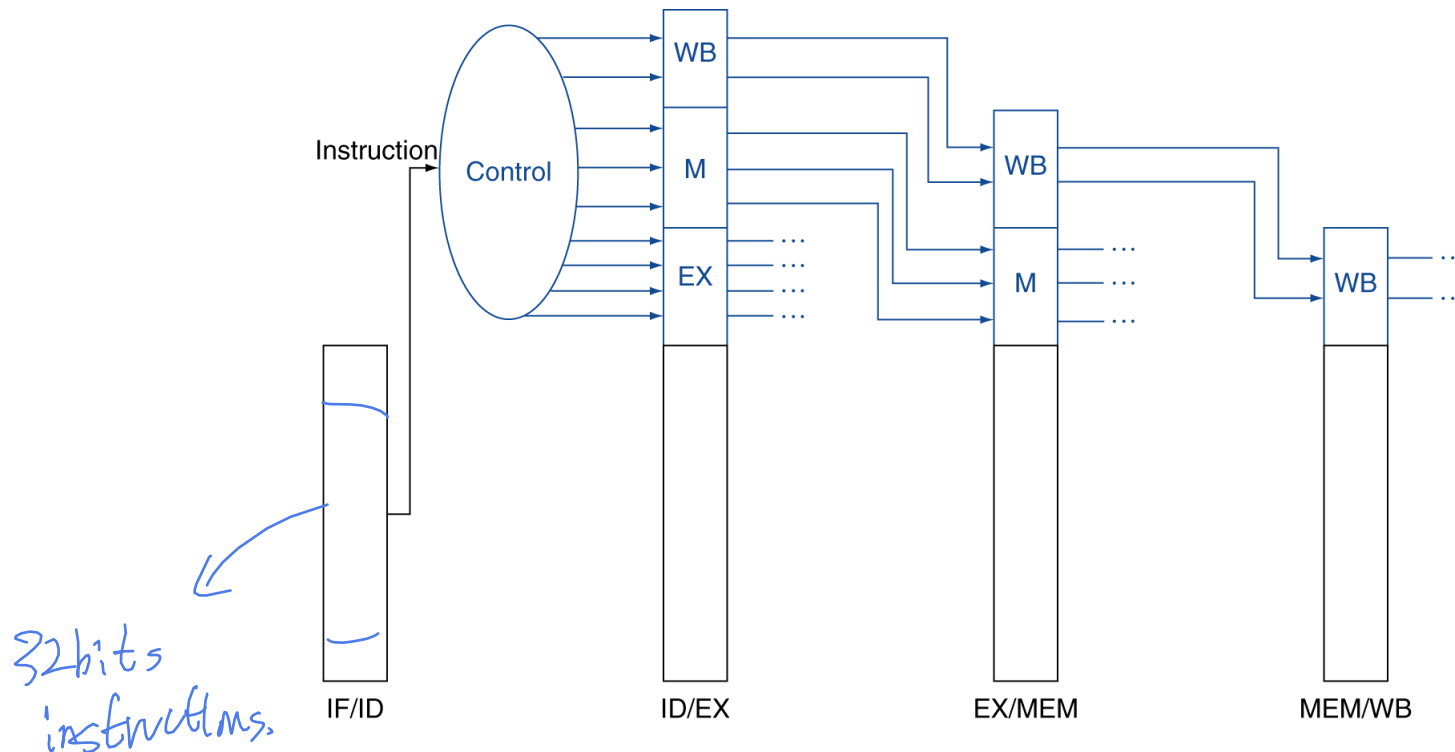 WB
Instruction
Control
M
EX
...
...
...
...
WB
M
...
...
...
WB
..
..
32bits
instructions.
IF/ID
ID/EX
EX/MEM
MEM/WB